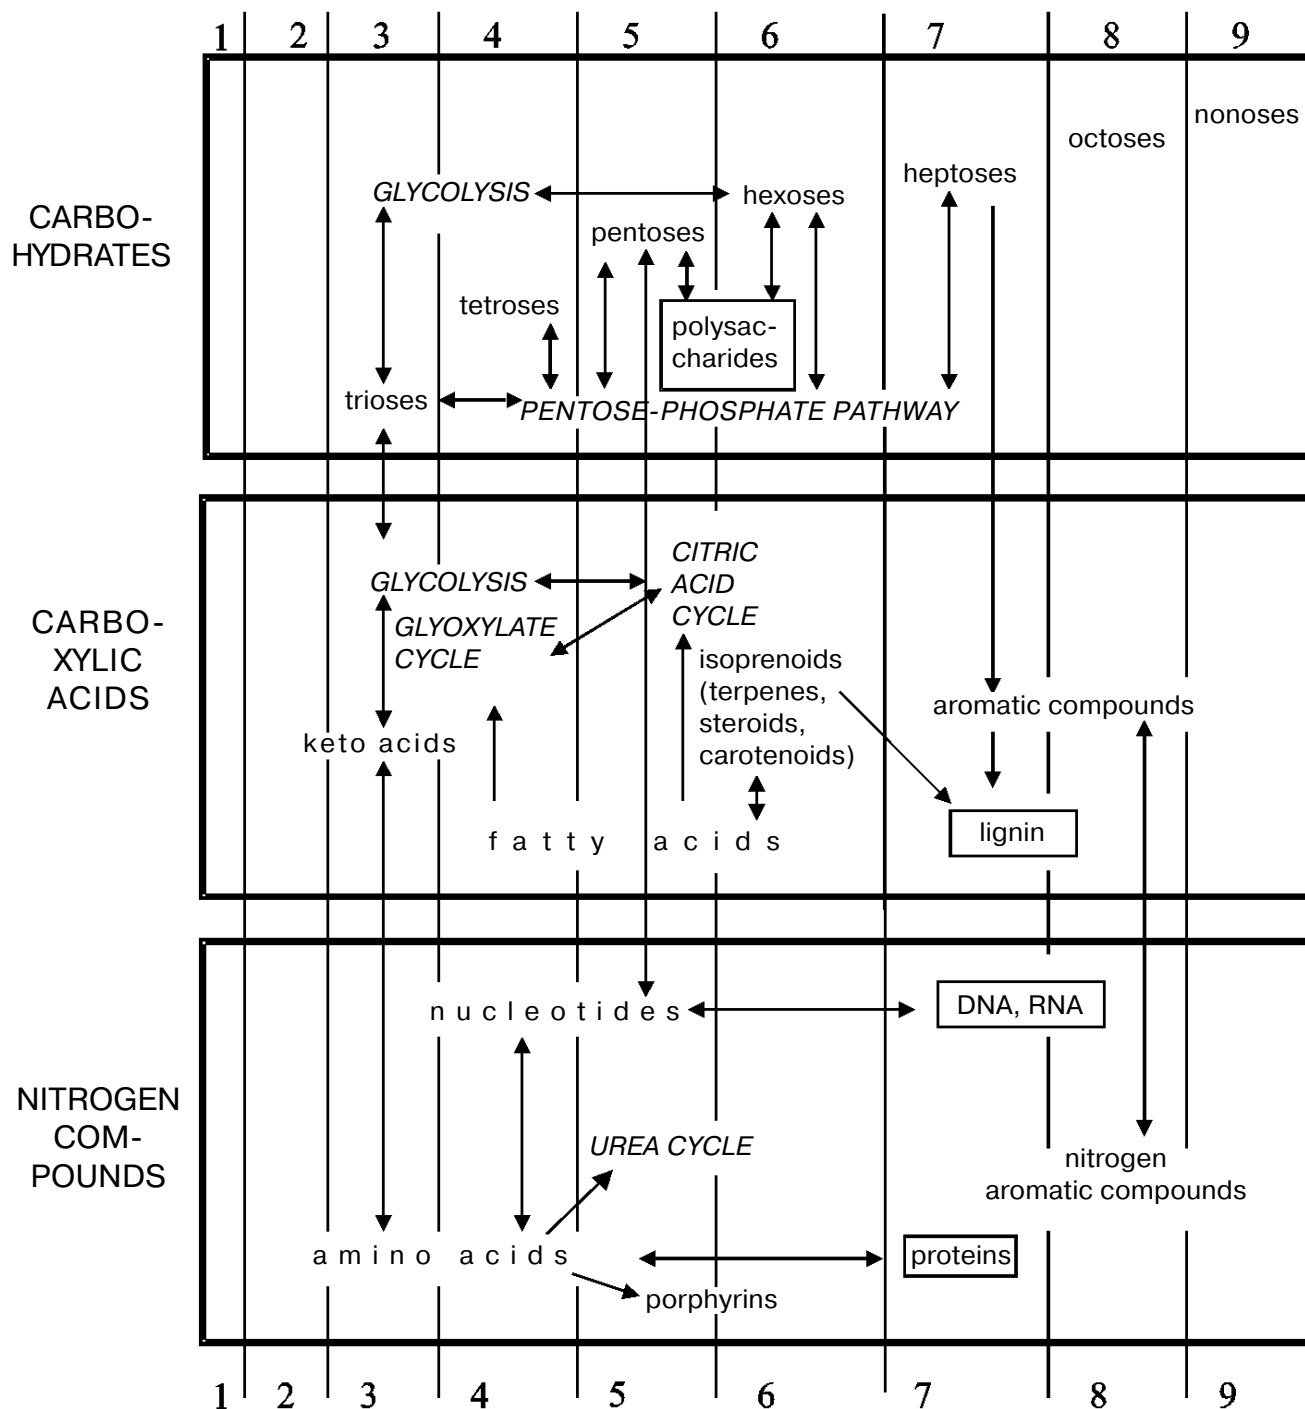 1 2 3 4 5 6 7 8 9
nonoses
octoses
heptoses
GLYCOLYSIS
hexoses
CARBO-
HYDRATES
pentoses
tetroses
polysac-
charides
trioses
PENTOSE-PHOSPHATE PATHWAY
CITRIC
ACID
CYCLE
GLYCOLYSIS
GLYOXYLATE
CYCLE
CARBO-
XYLIC
ACIDS
isoprenoids
(terpenes,
steroids,
carotenoids)
aromatic compounds
keto acids
lignin
fatty acids
nucleotides
DNA, RNA
NITROGEN
COM-
POUNDS
UREA CYCLE
nitrogen
aromatic compounds
amino acids
proteins
porphyrins
1 2 3 4 5 6 7 8 9